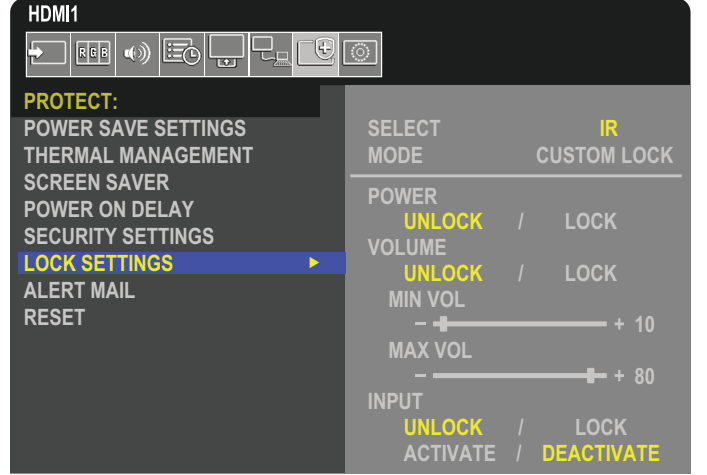 HDMI1
RGB
PROTECT:
POWER SAVE SETTINGS
THERMAL MANAGEMENT
SCREEN SAVER
POWER ON DELAY
SECURITY SETTINGS
LOCK SETTINGS
ALERT MAIL
RESET
SELECT IR
MODE CUSTOM LOCK
POWER
UNLOCK / LOCK
VOLUME
UNLOCK / LOCK
MIN VOL
- + 10
MAX VOL
- + 80
INPUT
UNLOCK / LOCK
ACTIVATE / DEACTIVATE